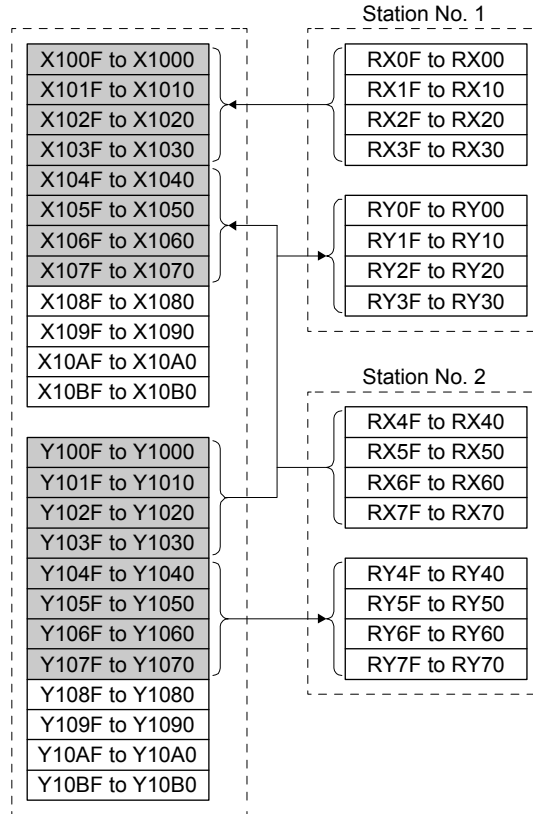 X100F to X1000
X101F to X1010
X102F to X1020
X103F to X1030
X104F to X1040
X105F to X1050
X106F to X1060
X107F to X1070
X108F to X1080
X109F to X1090
X10AF to X10A0
X10BF to X10B0
Y100F to Y1000
Y101F to Y1010
Y102F to Y1020
Y103F to Y1030
Y104F to Y1040
Y105F to Y1050
Y106F to Y1060
Y107F to Y1070
Y108F to Y1080
Y109F to Y1090
Y10AF to Y10A0
Y10BF to Y10B0
Station No. 1
RX0F to RX00
RX1F to RX10
RX2F to RX20
RX3F to RX30
RY0F to RY00
RY1F to RY10
RY2F to RY20
RY3F to RY30
Station No. 2
RX4F to RX40
RX5F to RX50
RX6F to RX60
RX7F to RX70
RY4F to RY40
RY5F to RY50
RY6F to RY60
RY7F to RY70